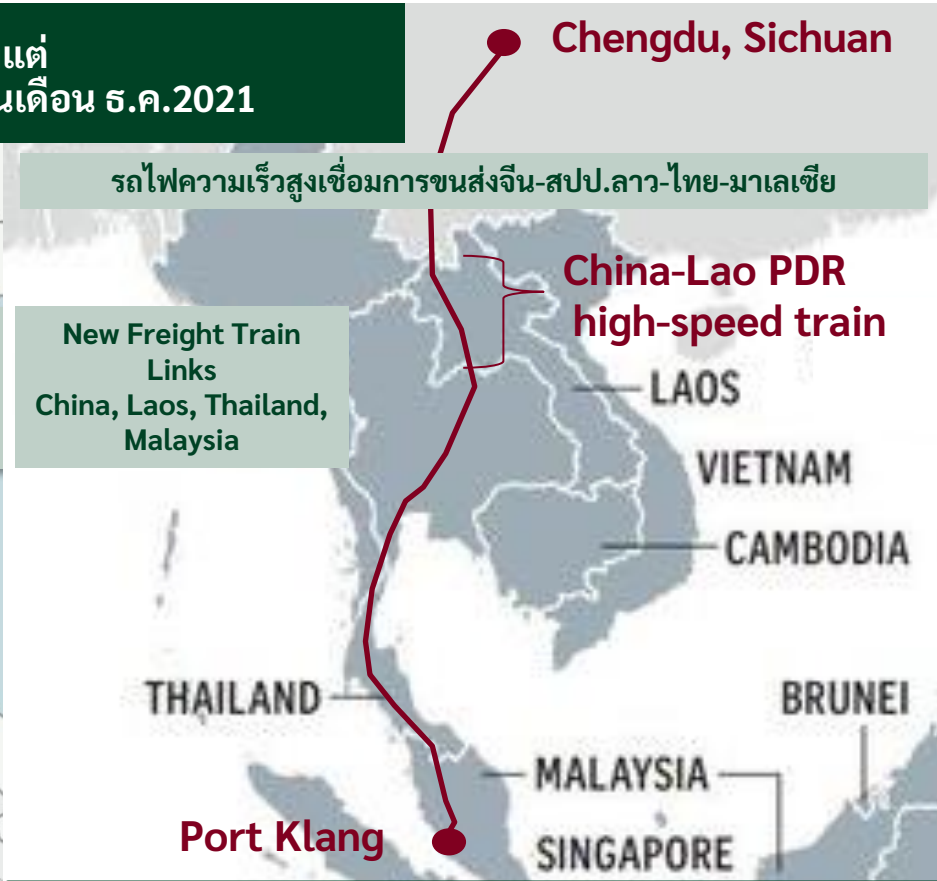 แต่
นเดือน ธ.ค.2021
Chengdu, Sichuan
รถไฟความเร็วสูงเชื่อมการขนส่งจีน-สปป.ลาว-ไทย-มาเลเซีย
China-Lao PDR
high-speed train
New Freight Train
Links
China, Laos, Thailand,
Malaysia
LAOS
VIETNAM
CAMBODIA
THAILAND
BRUNEI
MALAYSIA
Port Klang
SINGAPORE